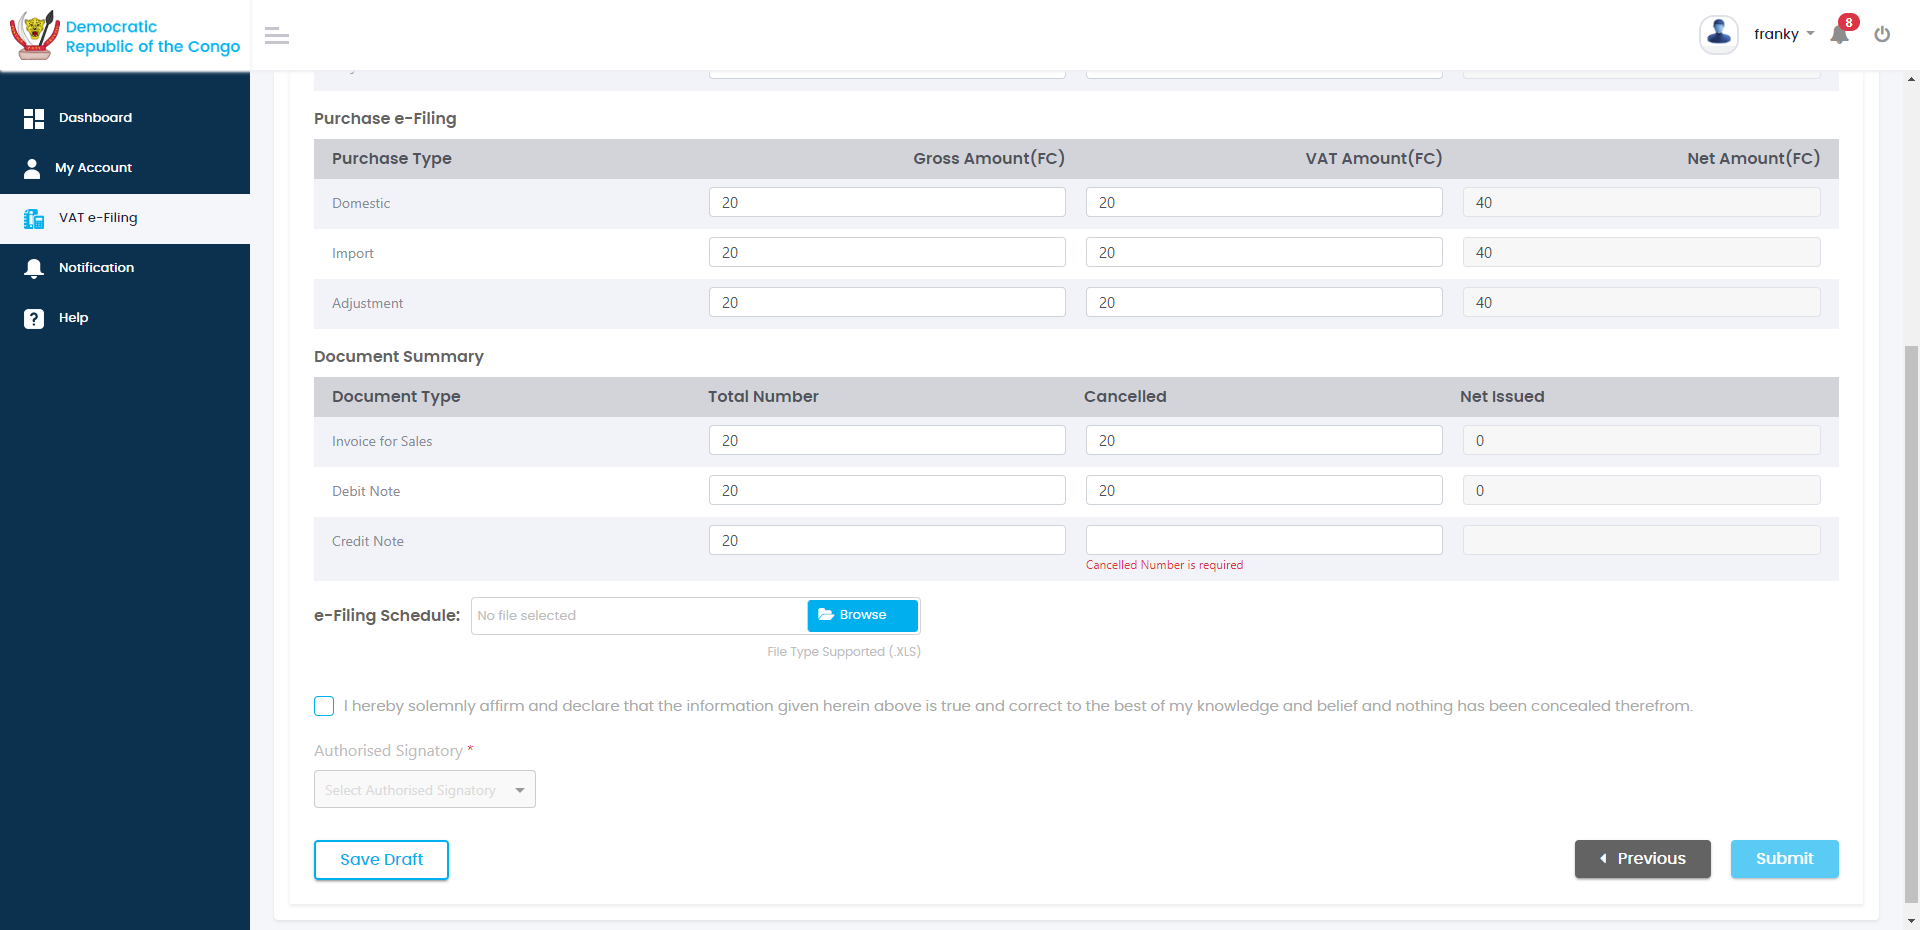 Democratic
Republic of the Congo
franky
8
Dashboard
My Account
VAT e-Filing
Notification
Help
Purchase e-Filing
Purchase Type Gross Amount(FC) VAT Amount(FC) Net Amount(FC)
Domestic 20 20 40
Import 20 20 40
Adjustment 20 20 40
Document Summary
Document Type Total Number Cancelled Net Issued
Invoice for Sales 20 20 0
Debit Note 20 20 0
Credit Note 20
Cancelled Number is required
e-Filing Schedule: No file selected Browse
File Type Supported (.XLS)
I hereby solemnly affirm and declare that the information given herein above is true and correct to the best of my knowledge and belief and nothing has been concealed therefrom.
Authorised Signatory *
Select Authorised Signatory
Save Draft Previous Submit